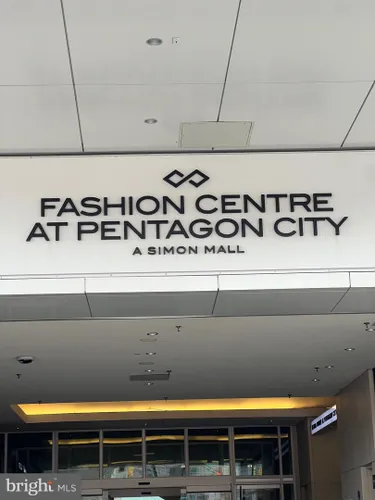 FASHION CENTRE
AT PENTAGON CITY
A SIMON MALL
bright MLS